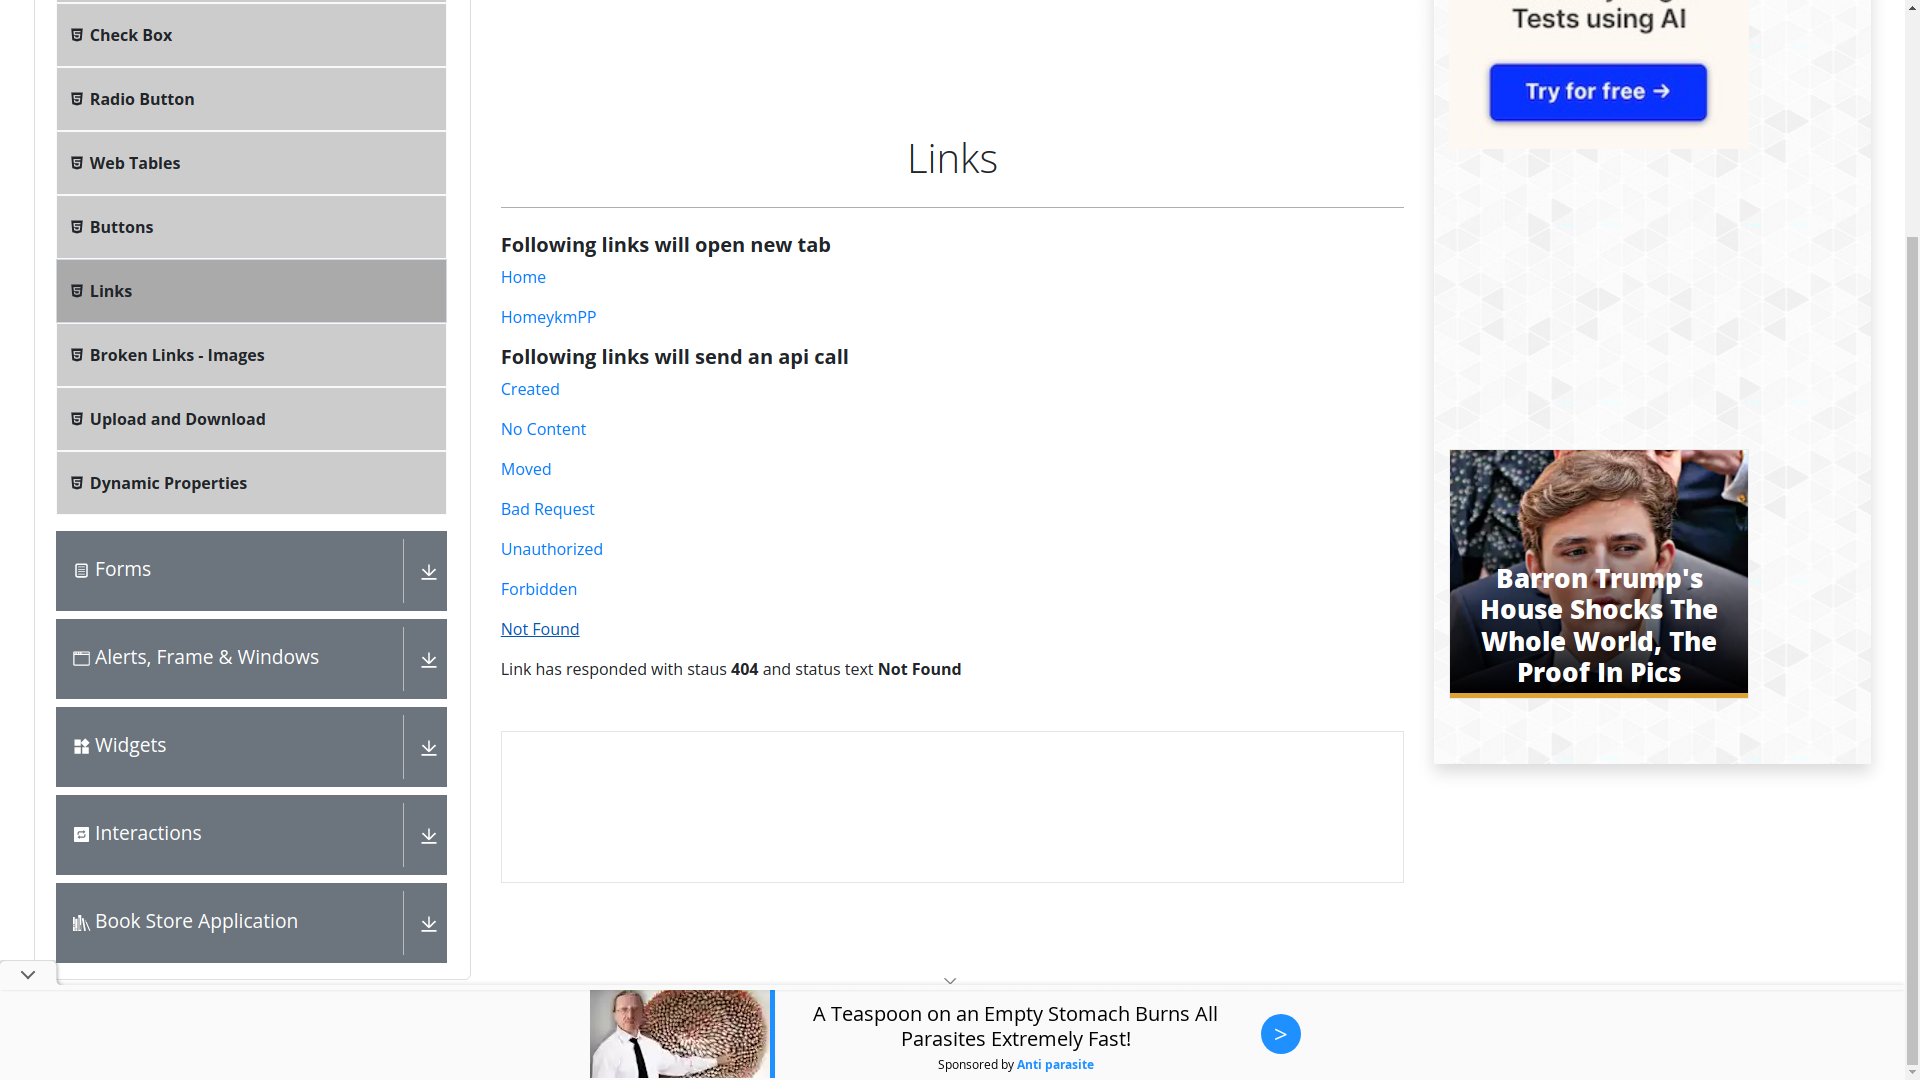 Check Box
Radio Button
Web Tables
Buttons
Links
Broken Links - Images
Upload and Download
Dynamic Properties
Forms
Alerts, Frame & Windows
Widgets
Interactions
Book Store Application
Links
Following links will open new tab
Home
HomeykmPP
Following links will send an api call
Created
No Content
Moved
Bad Request
Unauthorized
Forbidden
Not Found
Link has responded with staus 404 and status text Not Found
Tests using AI
Try for free →
Barron Trump's
House Shocks The
Whole World, The
Proof In Pics
A Teaspoon on an Empty Stomach Burns All
Parasites Extremely Fast!
Sponsored by Anti parasite
>